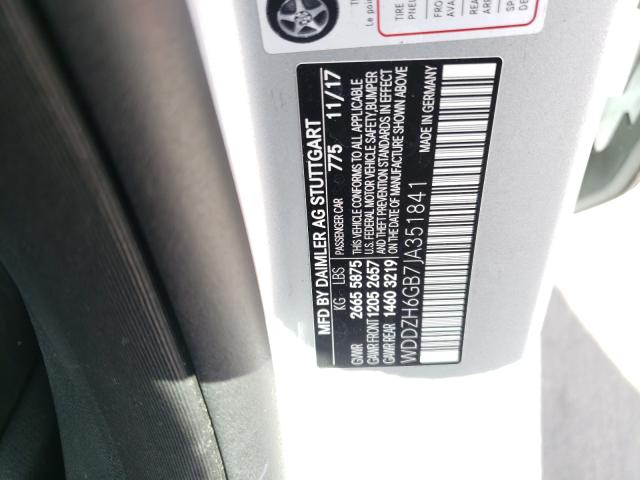 MFD BY DAIMLER AG STUTTGART
KG LBS PASSENGER CAR 775 11/17
GVWR 2665 5875 THIS VEHICLE CONFORMS TO ALL APPLICABLE
GAWR FRONT 1205 2657 U.S. FEDERAL MOTOR VEHICLE SAFETY,BUMPER
AND THEFT PREVENTION STANDARDS IN EFFECT
GAWR REAR 1460 3219 ON THE DATE OF MANUFACTURE SHOWN ABOVE
WDDZH6GB7JA351841 MADE IN GERMANY
TIRE